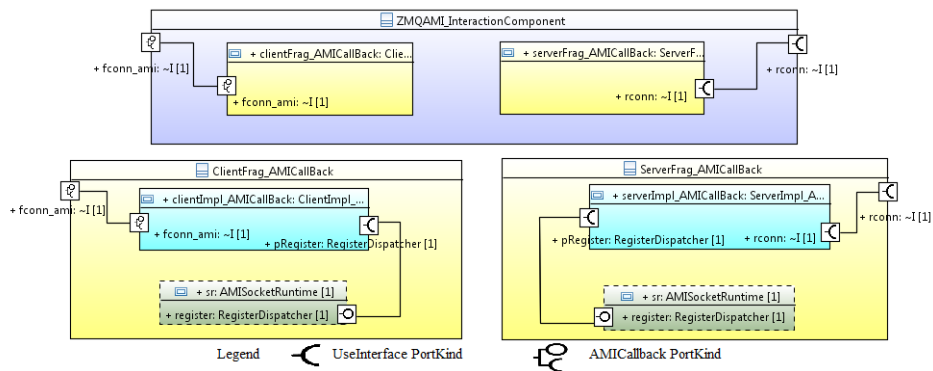 ZMQAMI_InteractionComponent
+ clientFrag_AMICallBack: Clie...
+ serverFrag_AMICallBack: ServerF...
+ fconn_ami: ~I [1]
+ rconn: ~I [1]
+ fconn_ami: ~I [1]
+ rconn: ~I [1]
ClientFrag_AMICallBack
+ clientImpl_AMICallBack: ClientImpl_...
+ fconn_ami: ~I [1]
+ fconn_ami: ~I [1]
+ pRegister: RegisterDispatcher [1]
+ sr: AMISocketRuntime [1]
+ register: RegisterDispatcher [1]
ServerFrag_AMICallBack
+ serverImpl_AMICallBack: ServerImpl_A...
+ rconn: ~I [1]
+ pRegister: RegisterDispatcher [1]
+ rconn: ~I [1]
+ sr: AMISocketRuntime [1]
+ register: RegisterDispatcher [1]
Legend
UseInterface PortKind
AMICallback PortKind